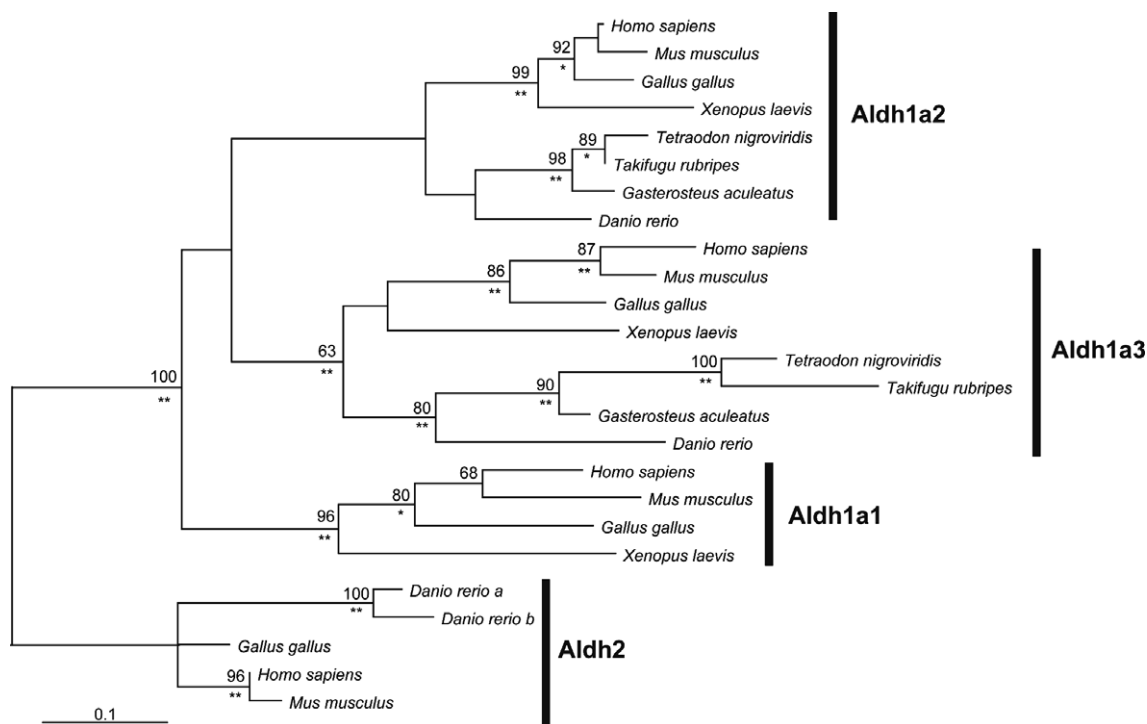 Homo sapiens
92
Mus musculus
*
99
Gallus gallus
**
Xenopus laevis
Aldh1a2
89
Tetraodon nigroviridis
*
98
Takifugu rubripes
**
Gasterosteus aculeatus
Danio rerio
87
Homo sapiens
**
86
Mus musculus
**
Gallus gallus
Xenopus laevis
Aldh1a3
63
**
100
Tetraodon nigroviridis
**
100
**
90
Takifugu rubripes
**
80
Gasterosteus aculeatus
**
Danio rerio
68
Homo sapiens
80
Mus musculus
*
96
Gallus gallus
**
Xenopus laevis
Aldh1a1
100
Danio rerio a
**
Danio rerio b
Gallus gallus
Aldh2
96
Homo sapiens
**
Mus musculus
0.1